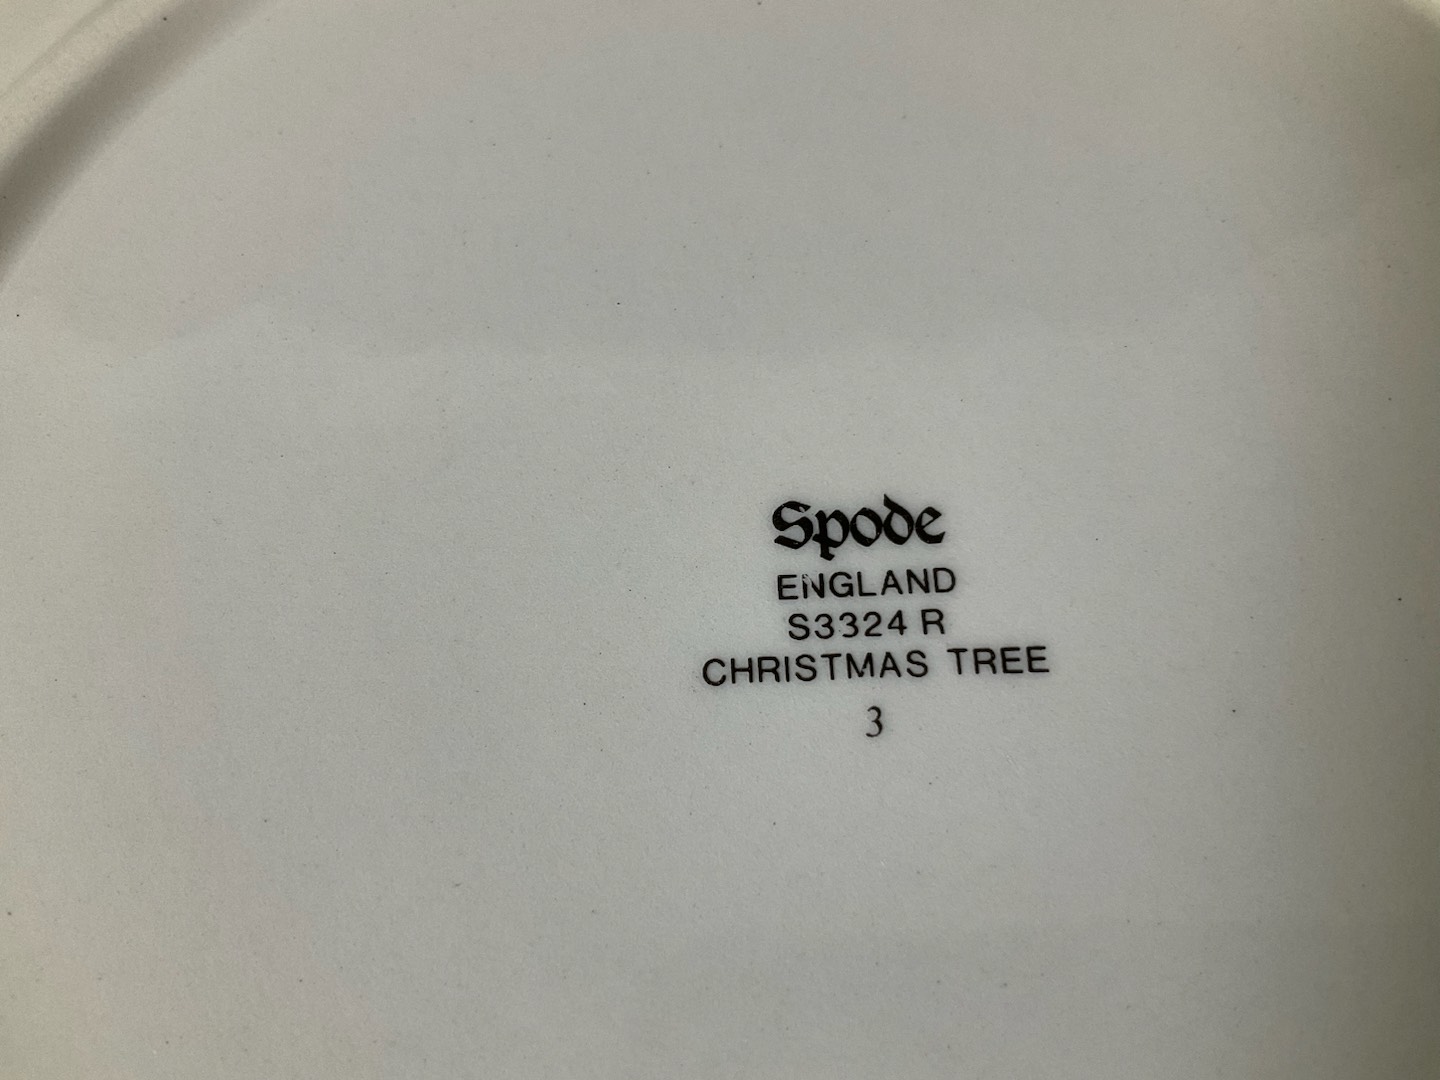 Spode
ENGLAND
S3324 R
CHRISTMAS TREE
3